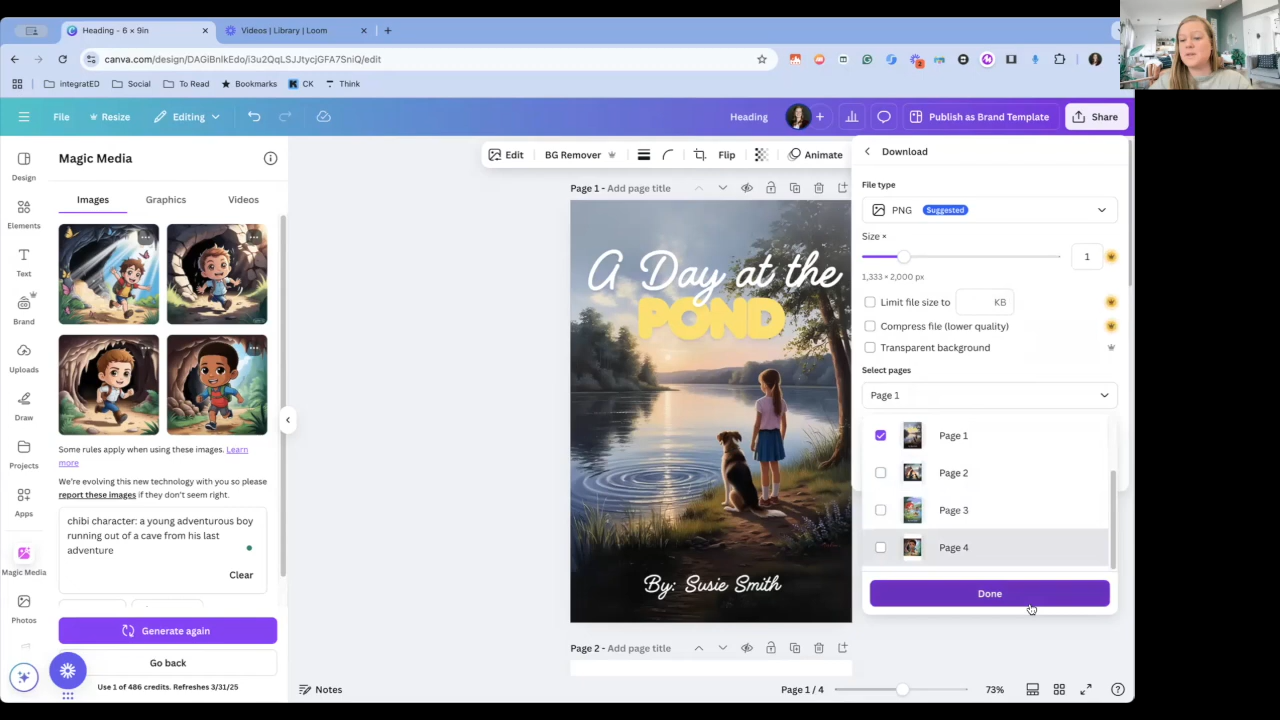 Heading - 6 × 9in
Videos | Library | Loom
canva.com/design/DAGiBnIkEdo/i3u2QqLSJJtycjGFA7SniQ/edit
integratED
Social
To Read
Bookmarks
CK
Think
File
Resize
Editing
Heading
Publish as Brand Template
Share
Design
Elements
Text
Brand
Uploads
Draw
Projects
Apps
Magic Media
Photos
Magic Media
Images
Graphics
Videos
Some rules apply when using these images. Learn
more
We're evolving this new technology with you so please
report these images if they don't seem right.
chibi character: a young adventurous boy
running out of a cave from his last
adventure
Clear
Generate again
Go back
Use 1 of 486 credits. Refreshes 3/31/25
Edit
BG Remover
Flip
Animate
Page 1 - Add page title
A Day at the
POND
By: Susie Smith
Page 2 - Add page title
Notes
Page 1 / 4
73%
Download
File type
PNG
Suggested
Size ×
1
1,333 × 2,000 px
Limit file size to
KB
Compress file (lower quality)
Transparent background
Select pages
Page 1
Page 1
Page 2
Page 3
Page 4
Done